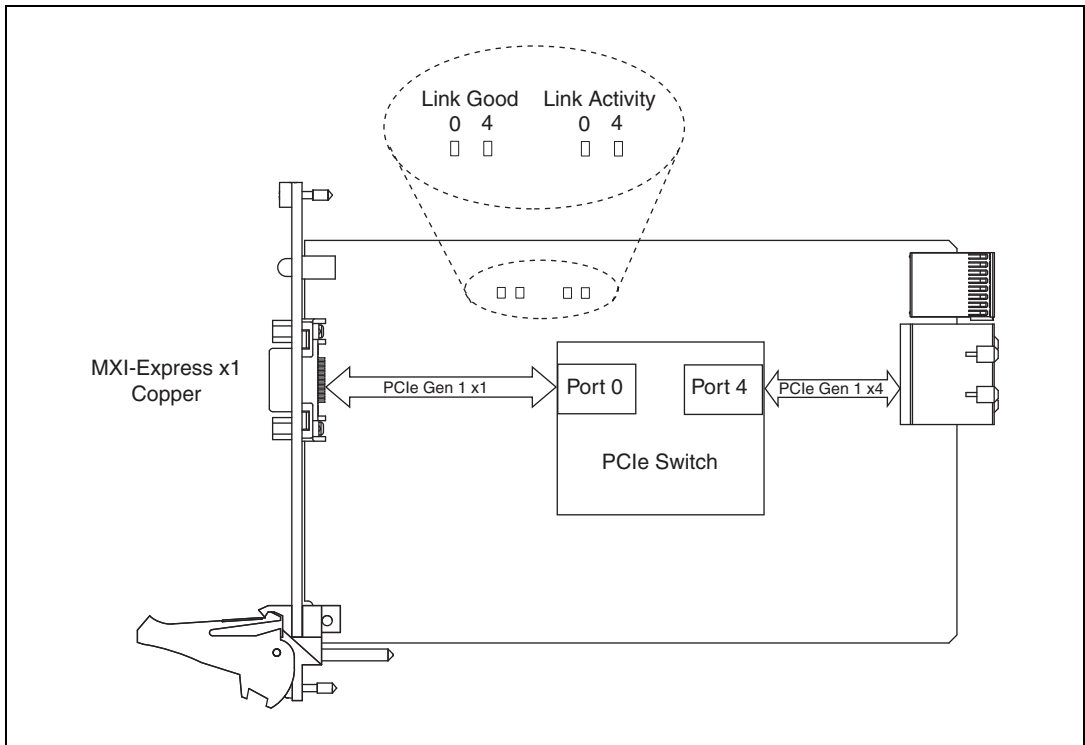 Link Good Link Activity
0 4 0 4
MXI-Express x1
Copper
PCIe Gen 1 x1
Port 0
Port 4
PCIe Gen 1 x4
PCIe Switch